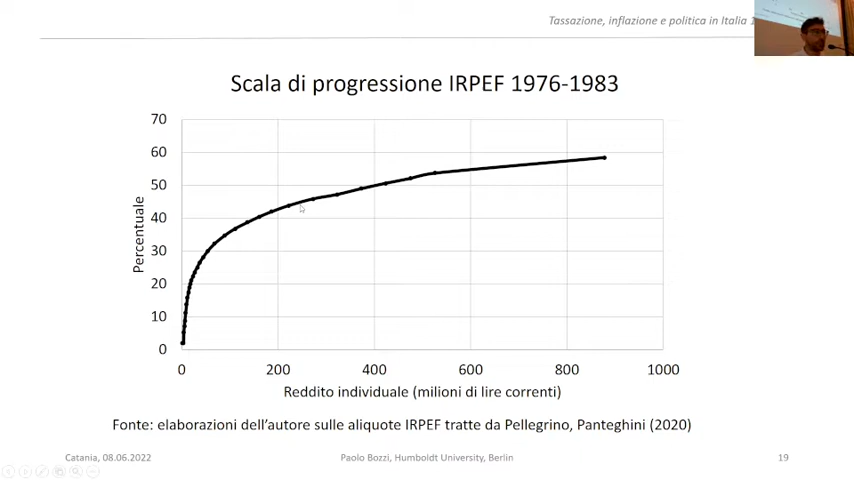 Tassazione, inflazione e politica in Italia
Scala di progressione IRPEF 1976-1983
70
60
50
40
30
20
10
0
Percentuale
0 200 400 600 800 1000
Reddito individuale (milioni di lire correnti)
Fonte: elaborazioni dell'autore sulle aliquote IRPEF tratte da Pellegrino, Panteghini (2020)
Catania, 08.06.2022 Paolo Bozzi, Humboldt University, Berlin 19